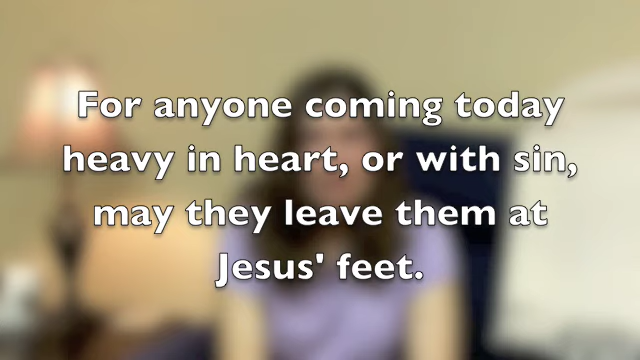 For anyone coming today
heavy in heart, or with sin,
may they leave them at
Jesus' feet.